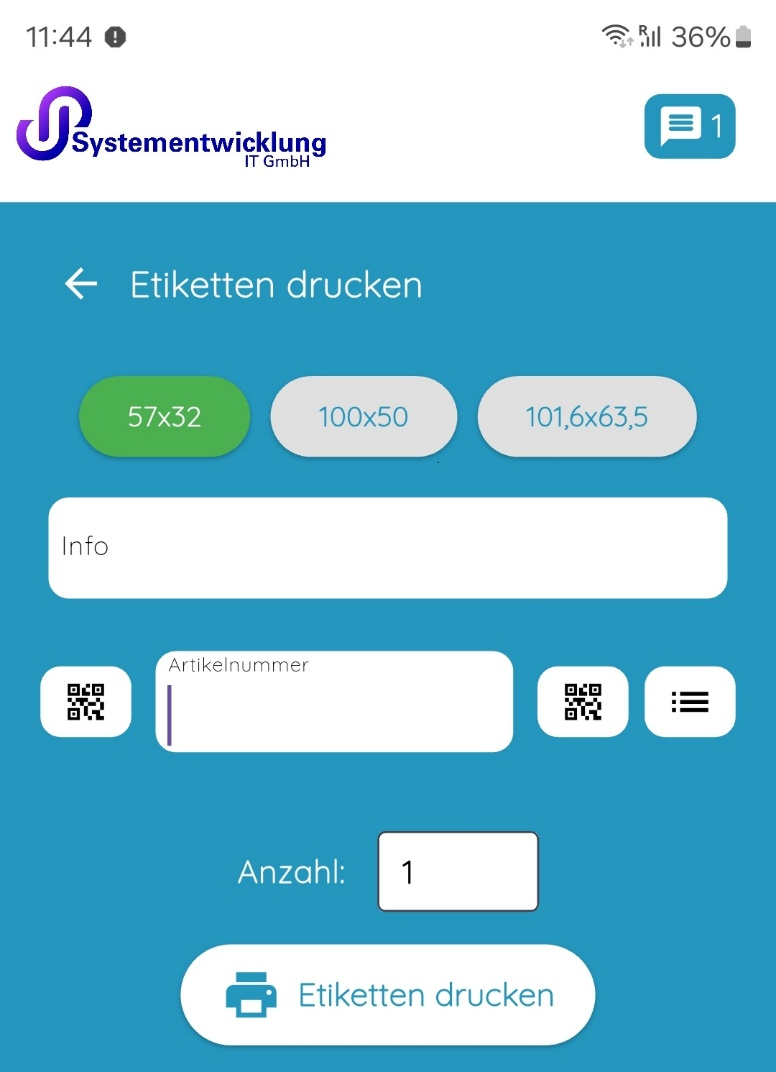 11:44
R 36%
Systementwicklung
IT GmbH
1
Etiketten drucken
57x32 100x50 101,6x63,5
Info
Artikelnummer
Anzahl: 1
Etiketten drucken